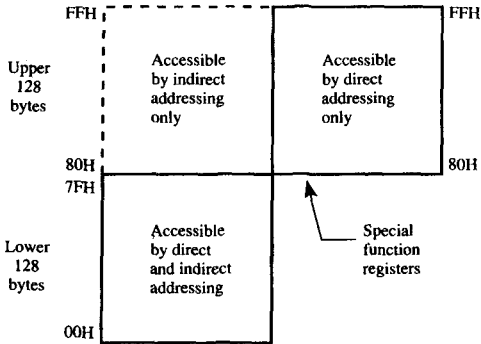 FFH
FFH
Upper
128
bytes
Accessible
by indirect
addressing
only
Accessible
by direct
addressing
only
80H
80H
7FH
Lower
128
bytes
Accessible
by direct
and indirect
addressing
Special
function
registers
00H